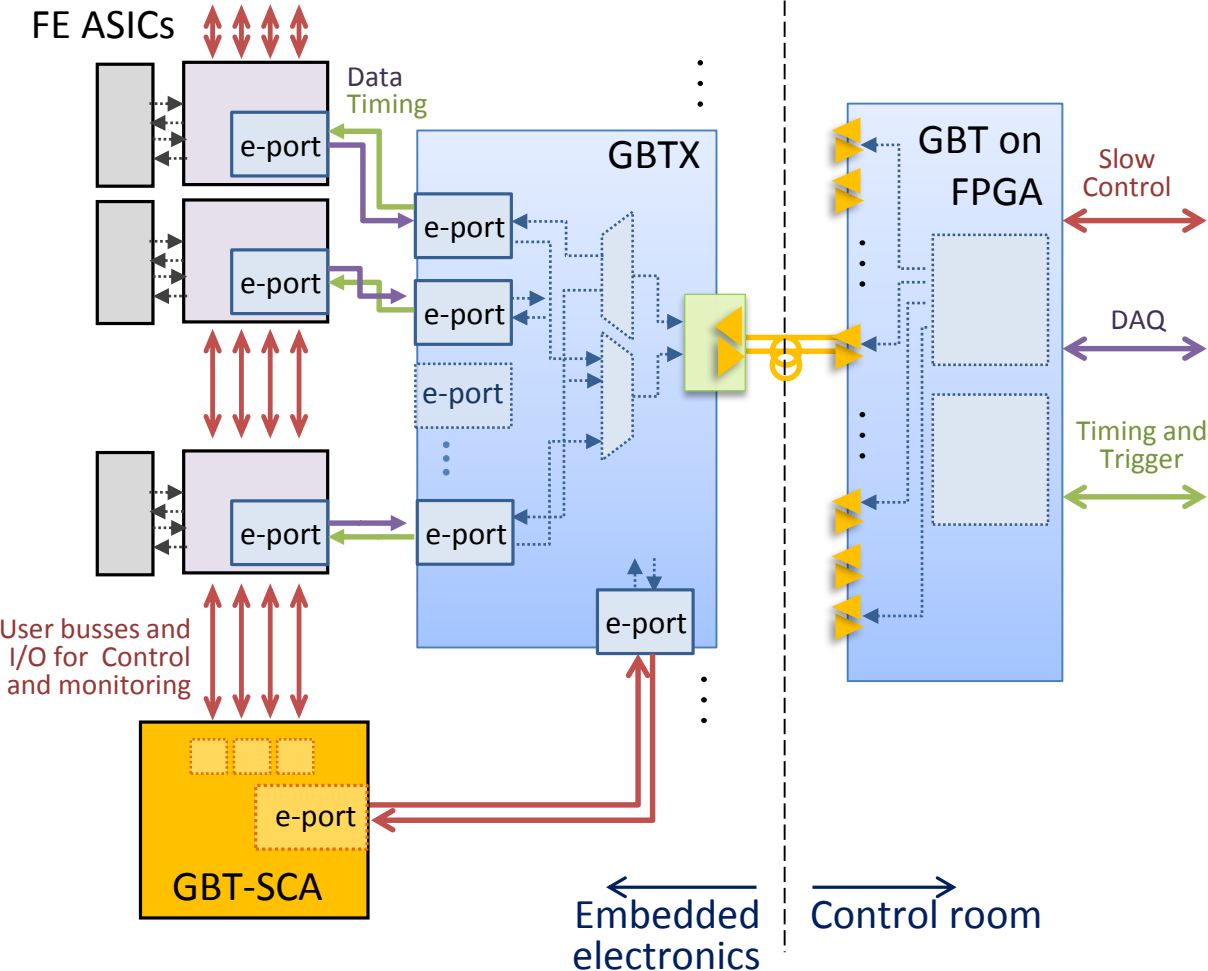 FE ASICs
Data
Timing
e-port
GBTX
GBT on
FPGA
Slow
Control
e-port
e-port
e-port
DAQ
e-port
e-port
Timing and
Trigger
e-port
e-port
User busses and
I/O for Control
and monitoring
e-port
e-port
GBT-SCA
Embedded
electronics
Control room